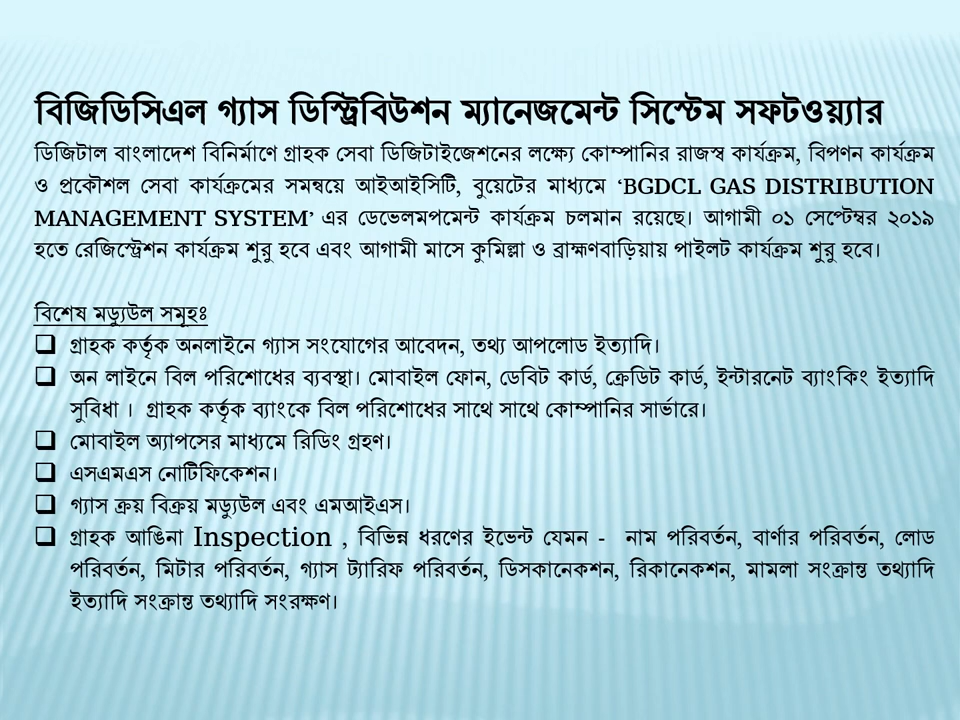 বিজিডিসিএল গ্যাস ডিস্ট্রিবিউশন ম্যানেজমেন্ট সিস্টেম সফটওয়্যার
ডিজিটাল বাংলাদেশ বিনির্মাণে গ্রাহক সেবা ডিজিটাইজেশনের লক্ষ্যে কোম্পানির রাজস্ব কার্যক্রম, বিপণন কার্যক্রম
ও প্রকৌশল সেবা কার্যক্রমের সমন্বয়ে আইআইসিটি, বুয়েটের মাধ্যমে ‘BGDCL GAS DISTRIBUTION
MANAGEMENT SYSTEM’ এর ডেভেলমপমেন্ট কার্যক্রম চলমান রয়েছে। আগামী ০১ সেপ্টেম্বর ২০১৯
হতে রেজিস্ট্রেশন কার্যক্রম শুরু হবে এবং আগামী মাসে কুমিল্লা ও ব্রাহ্মণবাড়িয়ায় পাইলট কার্যক্রম শুরু হবে।
বিশেষ মড্যুউল সমূহঃ
❑ গ্রাহক কর্তৃক অনলাইনে গ্যাস সংযোগের আবেদন, তথ্য আপলোড ইত্যাদি।
❑ অন লাইনে বিল পরিশোধের ব্যবস্থা। মোবাইল ফোন, ডেবিট কার্ড, ক্রেডিট কার্ড, ইন্টারনেট ব্যাংকিং ইত্যাদি
সুবিধা । গ্রাহক কর্তৃক ব্যাংকে বিল পরিশোধের সাথে সাথে কোম্পানির সার্ভারে।
❑ মোবাইল অ্যাপসের মাধ্যমে রিডিং গ্রহণ।
❑ এসএমএস নোটিফিকেশন।
❑ গ্যাস ক্রয় বিক্রয় মড্যুউল এবং এমআইএস।
❑ গ্রাহক আঙিনা Inspection , বিভিন্ন ধরণের ইভেন্ট যেমন - নাম পরিবর্তন, বার্ণার পরিবর্তন, লোড
পরিবর্তন, মিটার পরিবর্তন, গ্যাস ট্যারিফ পরিবর্তন, ডিসকানেকশন, রিকানেকশন, মামলা সংক্রান্ত তথ্যাদি
ইত্যাদি সংক্রান্ত তথ্যাদি সংরক্ষণ।